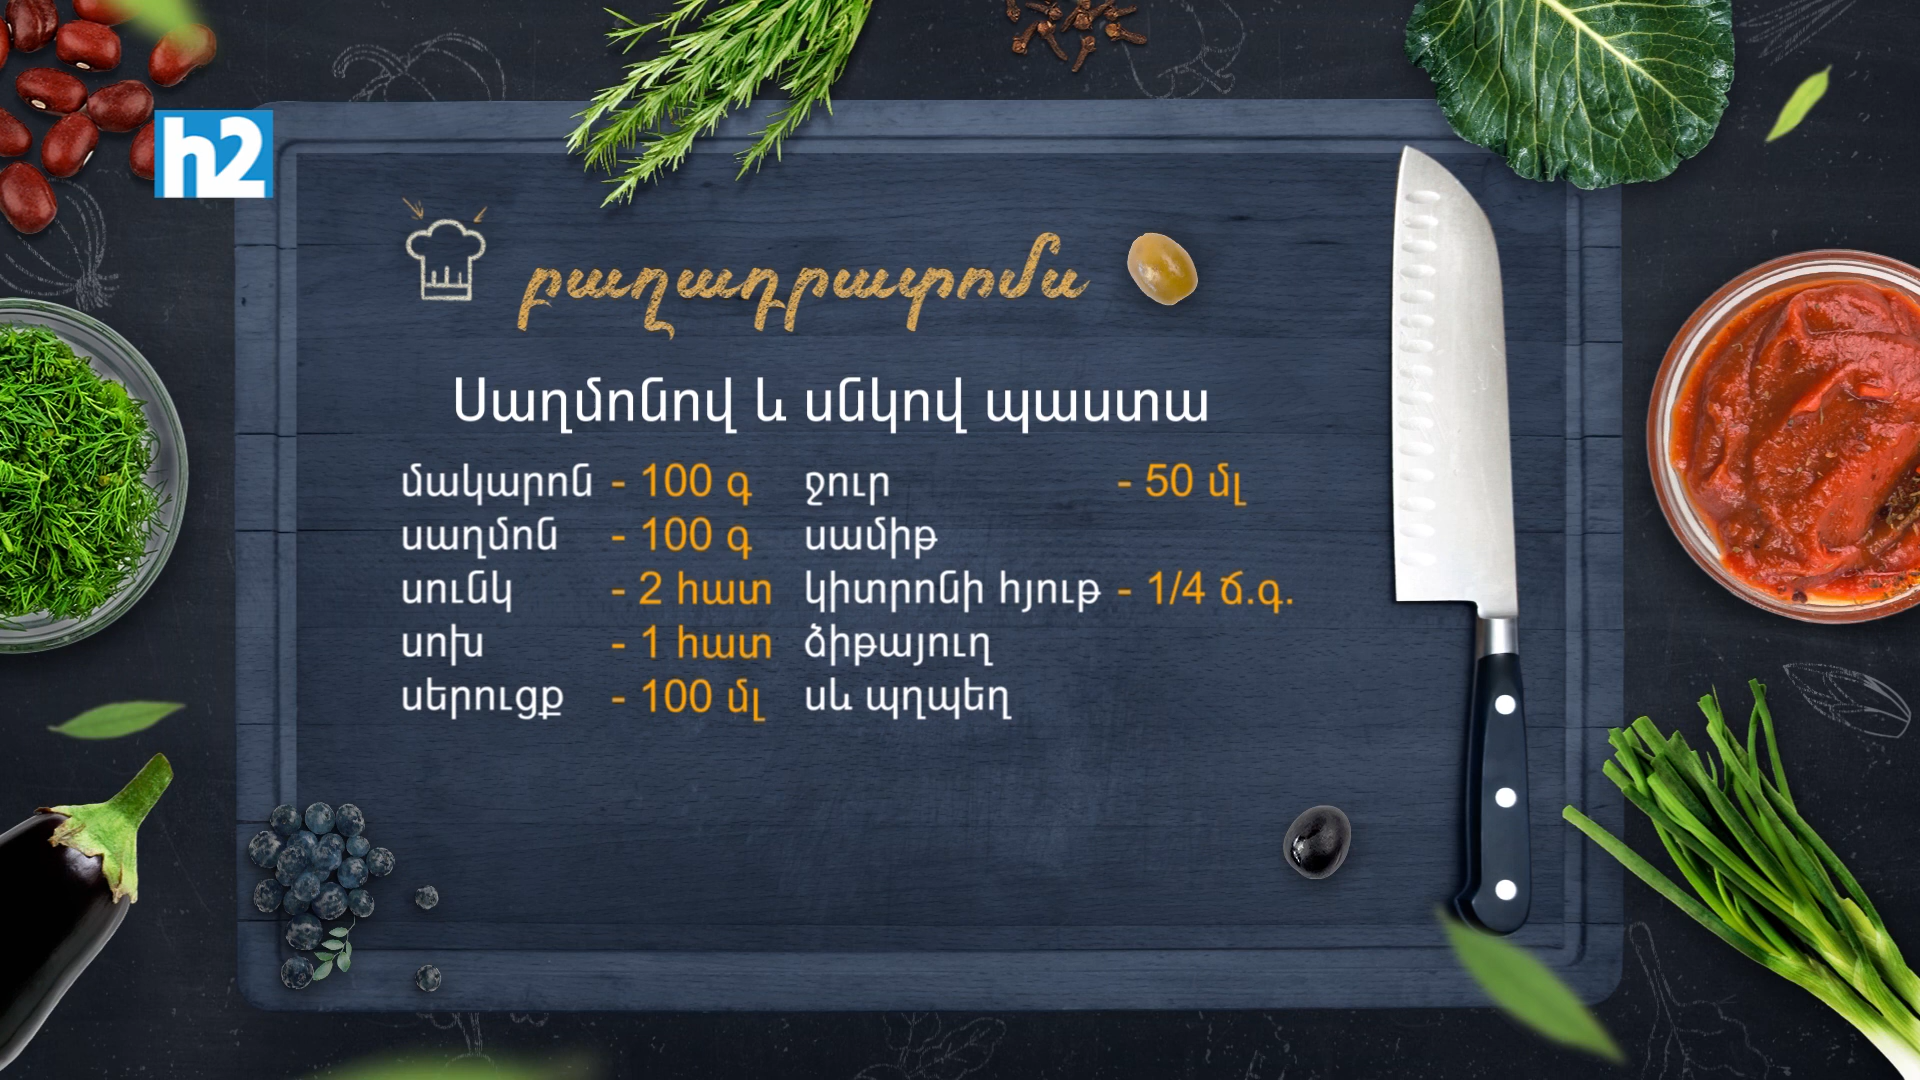 h2
բաղադրատոմս
Սաղմոնով և սնկով պաստա
մակարոն - 100 գ
սաղմոն - 100 գ
սունկ - 2 հատ
սոխ - 1 հատ
սերուցք - 100 մլ
ջուր - 50 մլ
սամիթ
կիտրոնի հյութ - 1/4 ճ.գ.
ձիթայուղ
սև պղպեղ